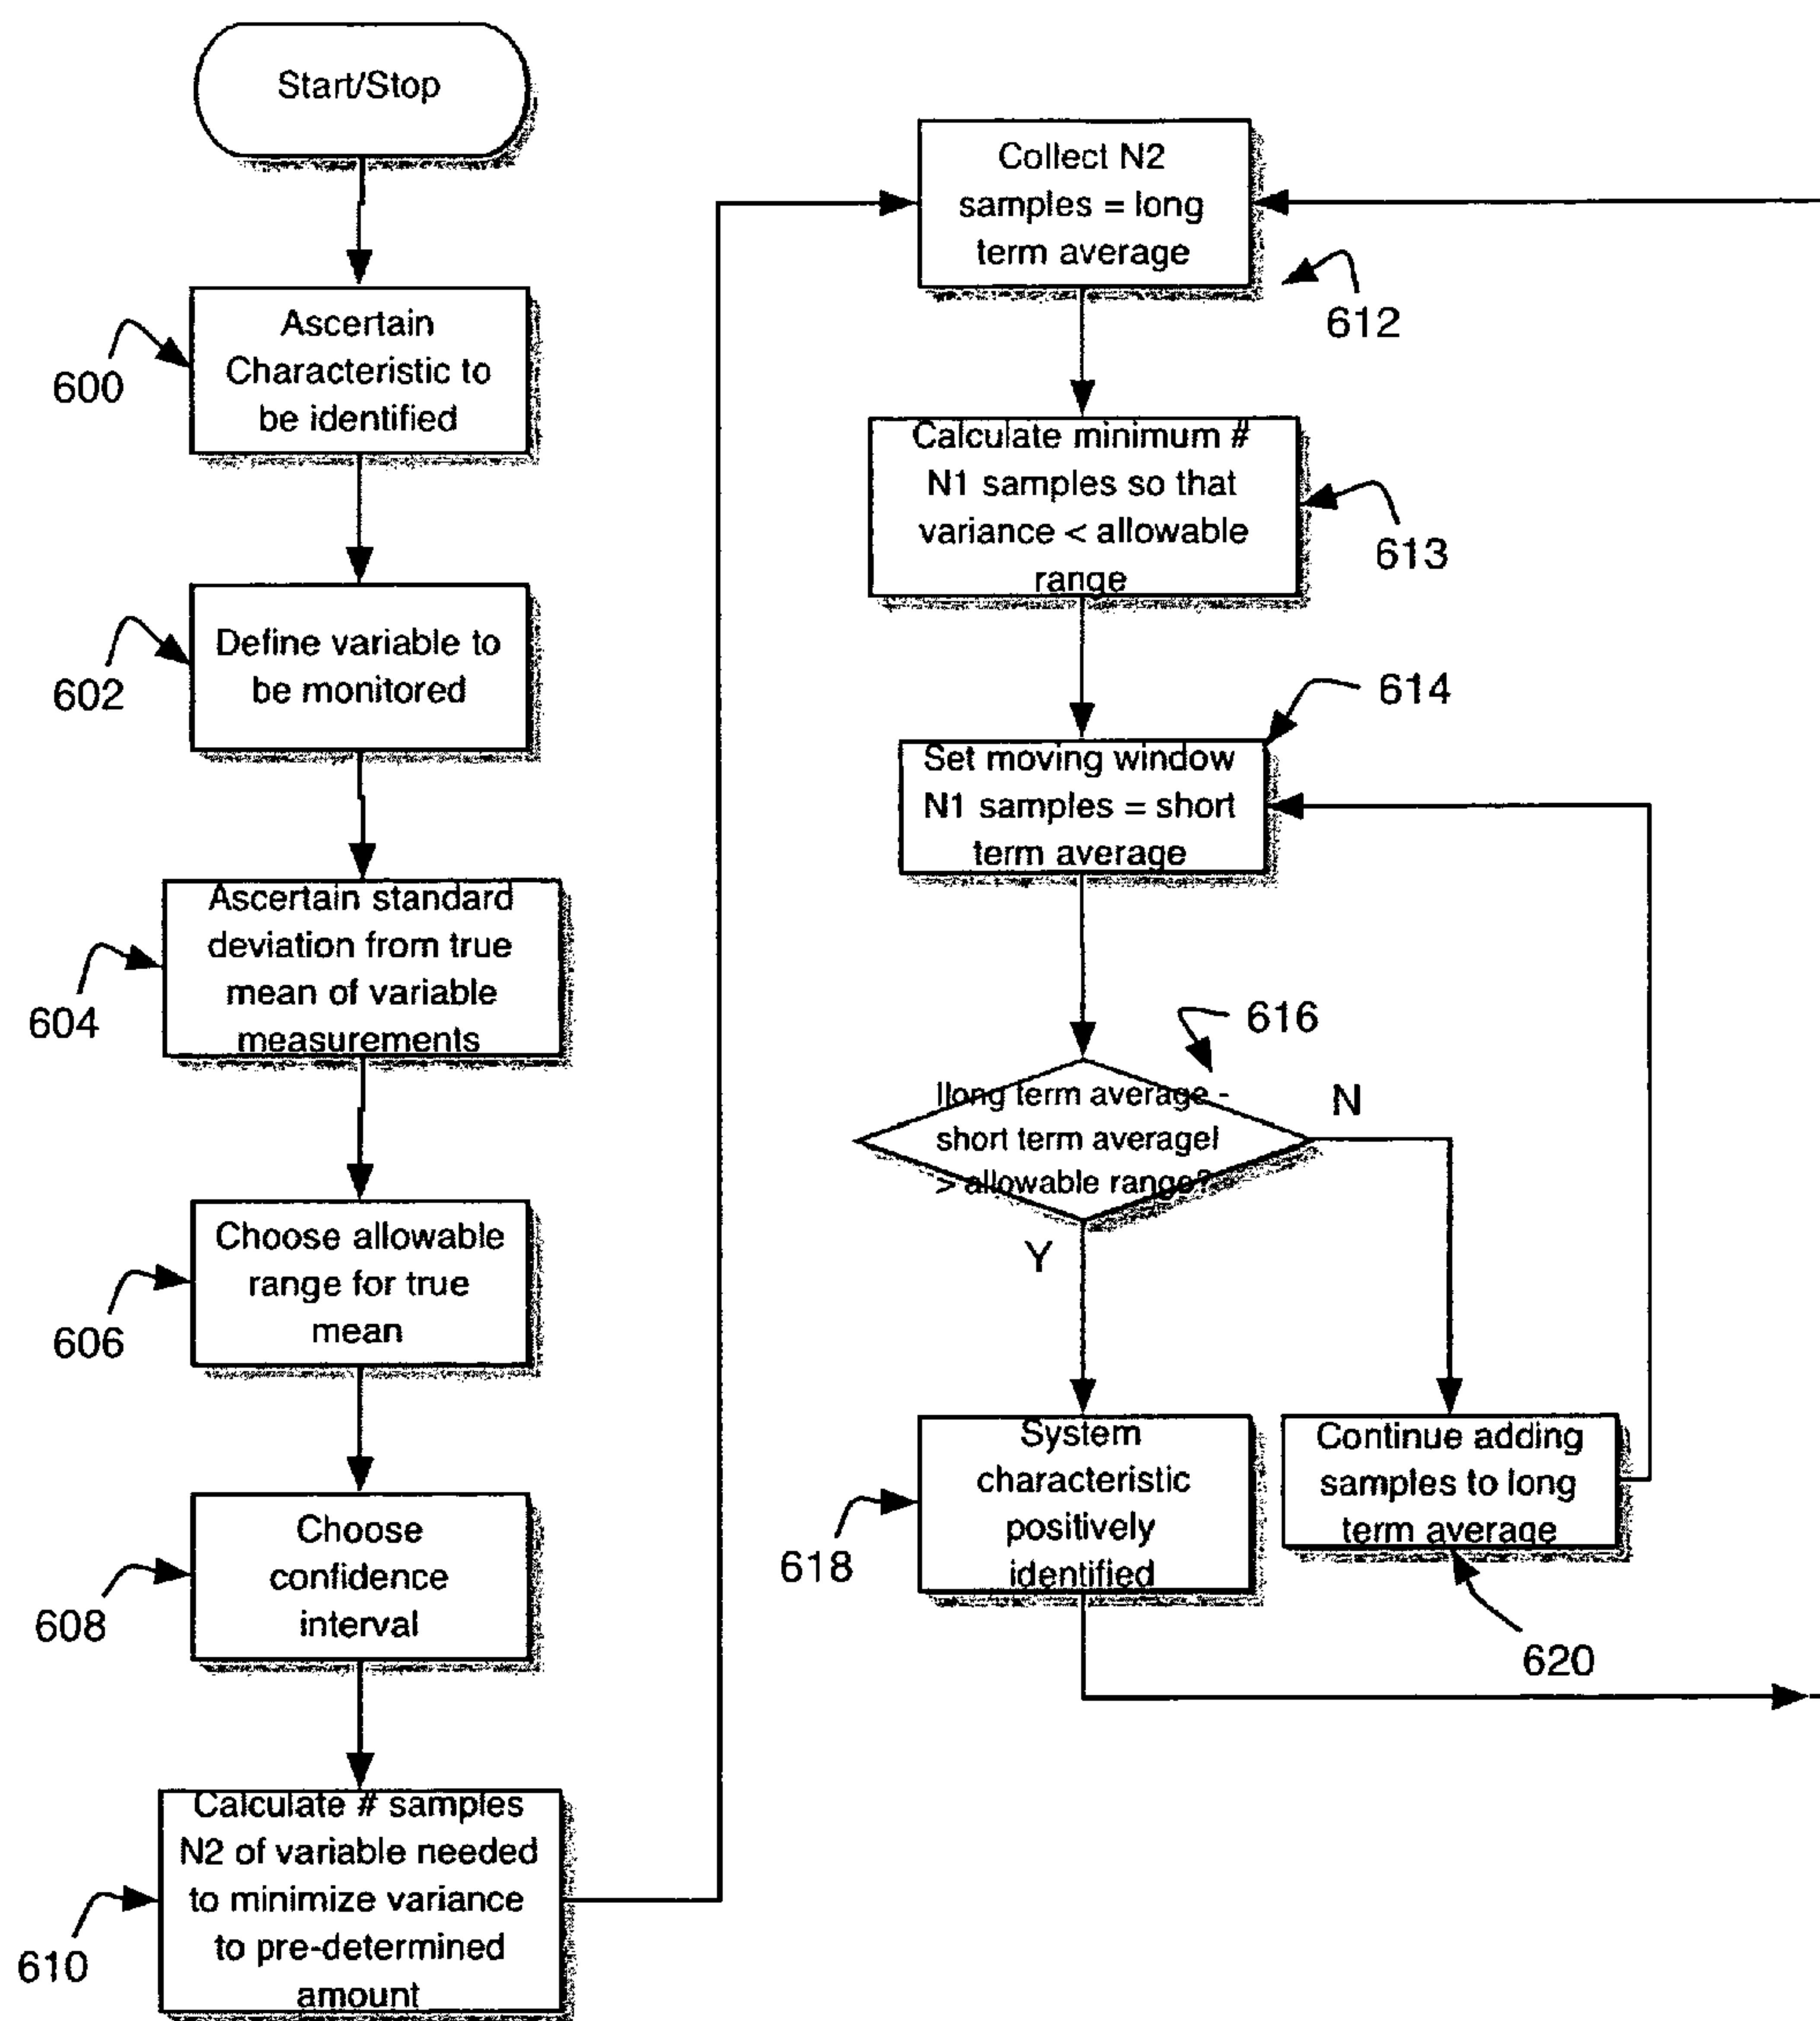 Start/Stop
Ascertain
Characteristic to
be identified
600
Define variable to
be monitored
602
Ascertain standard
deviation from true
mean of variable
measurements
604
Choose allowable
range for true
mean
606
Choose
confidence
interval
608
Calculate # samples
N2 of variable needed
to minimize variance
to pre-determined
amount
610
Collect N2
samples = long
term average
612
Calculate minimum #
N1 samples so that
variance < allowable
range
613
Set moving window
N1 samples = short
term average
614
|long term average -
short term average|
> allowable range?
616
N
Y
System
characteristic
positively
identified
618
Continue adding
samples to long
term average
620